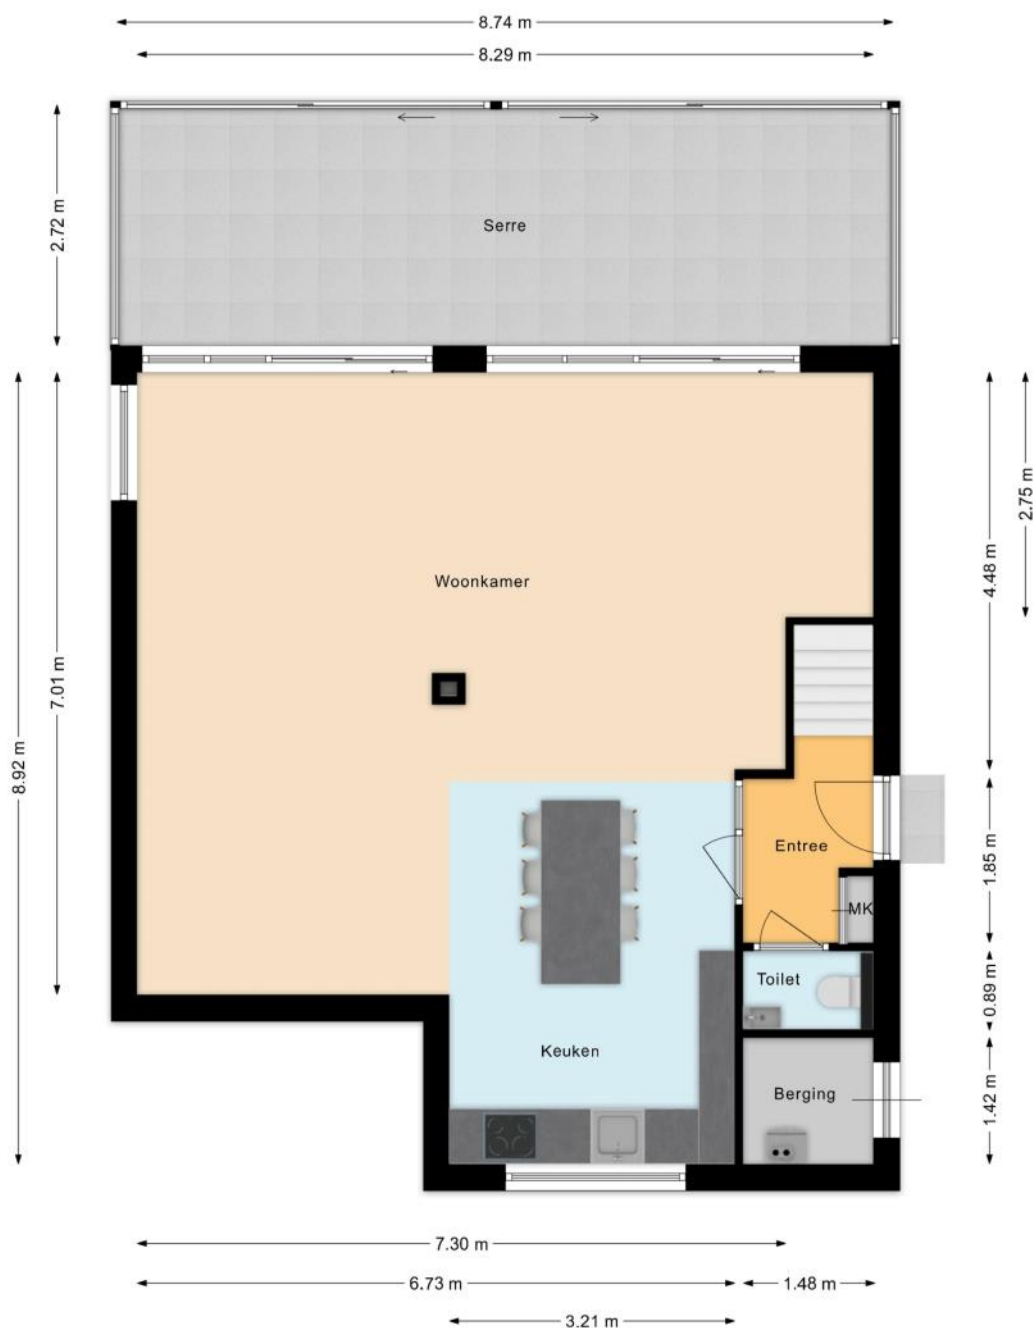 8.74 m
8.29 m
2.72 m
Serre
2.75 m
4.48 m
Woonkamer
7.01 m
8.92 m
Entree
1.85 m
MK
Toilet
0.89 m
Keuken
Berging
1.42 m
7.30 m
6.73 m
1.48 m
3.21 m